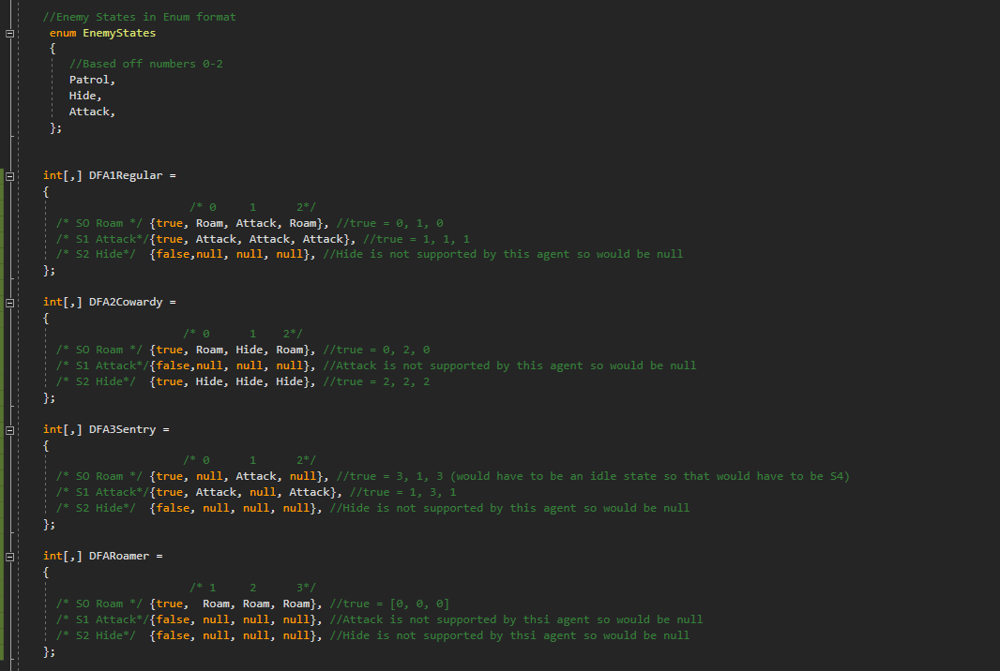 //Enemy States in Enum format
enum EnemyStates
{
//Based off numbers 0-2
Patrol,
Hide,
Attack,
};
int[,] DFA1Regular =
{
/* 0 1 2*/
/* SO Roam */ {true, Roam, Attack, Roam}, //true = 0, 1, 0
/* S1 Attack*/{true, Attack, Attack, Attack}, //true = 1, 1, 1
/* S2 Hide*/ {false,null, null, null}, //Hide is not supported by this agent so would be null
};
int[,] DFA2Cowardy =
{
/* 0 1 2*/
/* SO Roam */ {true, Roam, Hide, Roam}, //true = 0, 2, 0
/* S1 Attack*/{false,null, null, null}, //Attack is not supported by this agent so would be null
/* S2 Hide*/ {true, Hide, Hide, Hide}, //true = 2, 2, 2
};
int[,] DFA3Sentry =
{
/* 0 1 2*/
/* SO Roam */ {true, null, Attack, null}, //true = 3, 1, 3 (would have to be an idle state so that would have to be S4)
/* S1 Attack*/{true, Attack, null, Attack}, //true = 1, 3, 1
/* S2 Hide*/ {false, null, null, null}, //Hide is not supported by this agent so would be null
};
int[,] DFARoamer =
{
/* 1 2 3*/
/* SO Roam */ {true, Roam, Roam, Roam}, //true = [0, 0, 0]
/* S1 Attack*/{false, null, null, null}, //Attack is not supported by thsi agent so would be null
/* S2 Hide*/ {false, null, null, null}, //Hide is not supported by thsi agent so would be null
};